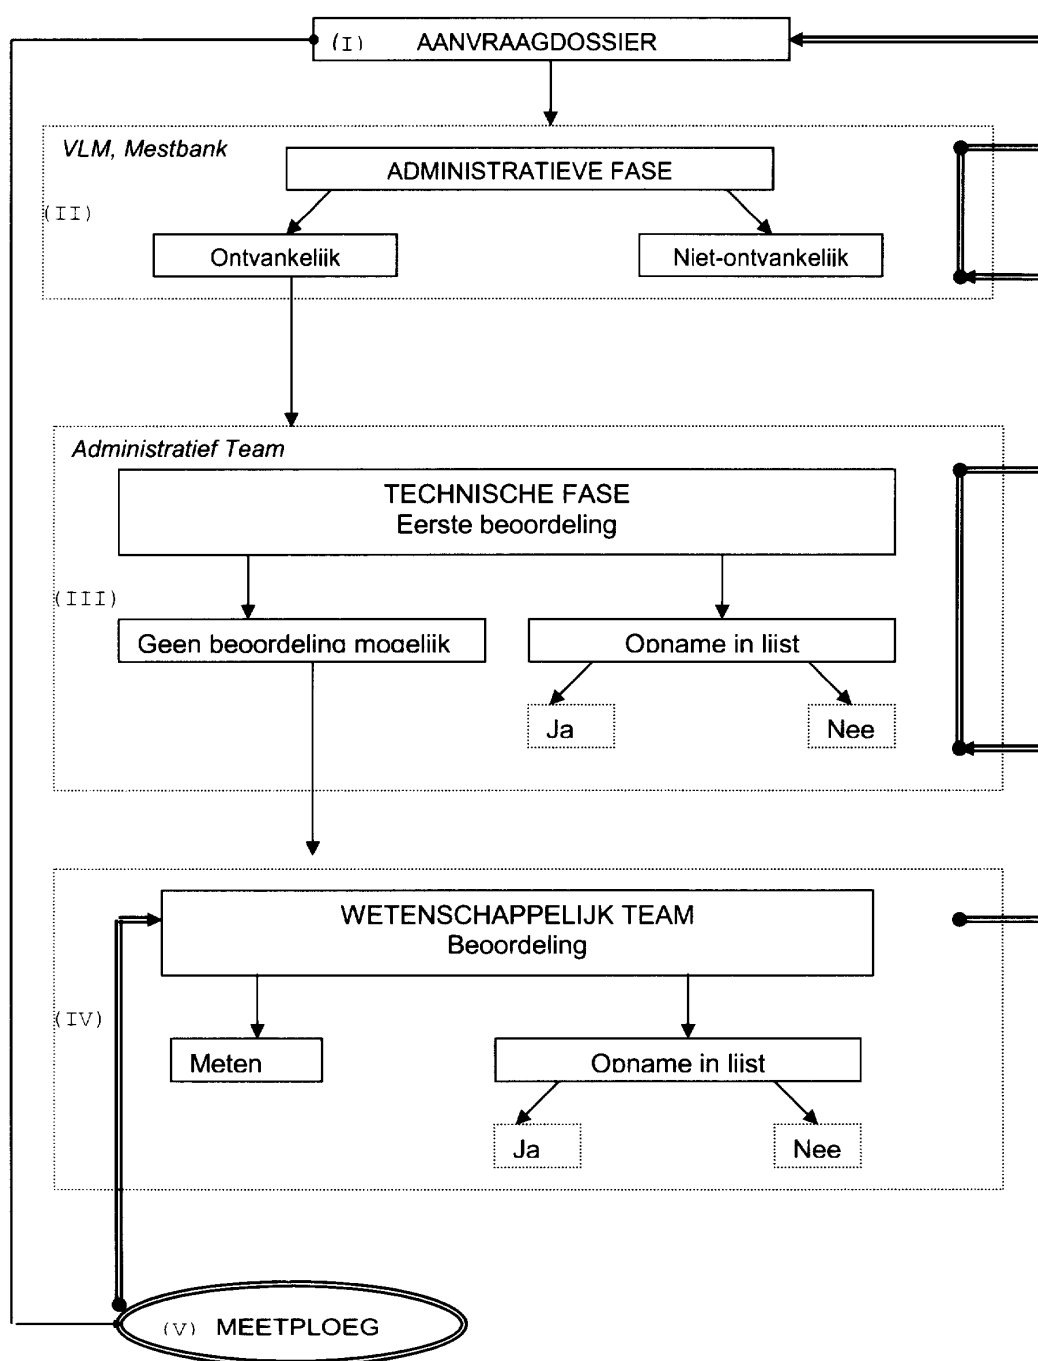 (I) AANVRAAGDOSSIER
VLM, Mestbank
ADMINISTRATIEVE FASE
(II)
Ontvankelijk
Niet-ontvankelijk
Administratief Team
TECHNISCHE FASE
Eerste beoordeling
(III)
Geen beoordeling mogelijk
Opname in lijst
Ja
Nee
WETENSCHAPPELIJK TEAM
Beoordeling
(IV)
Meten
Opname in lijst
Ja
Nee
(V) MEETPLOEG